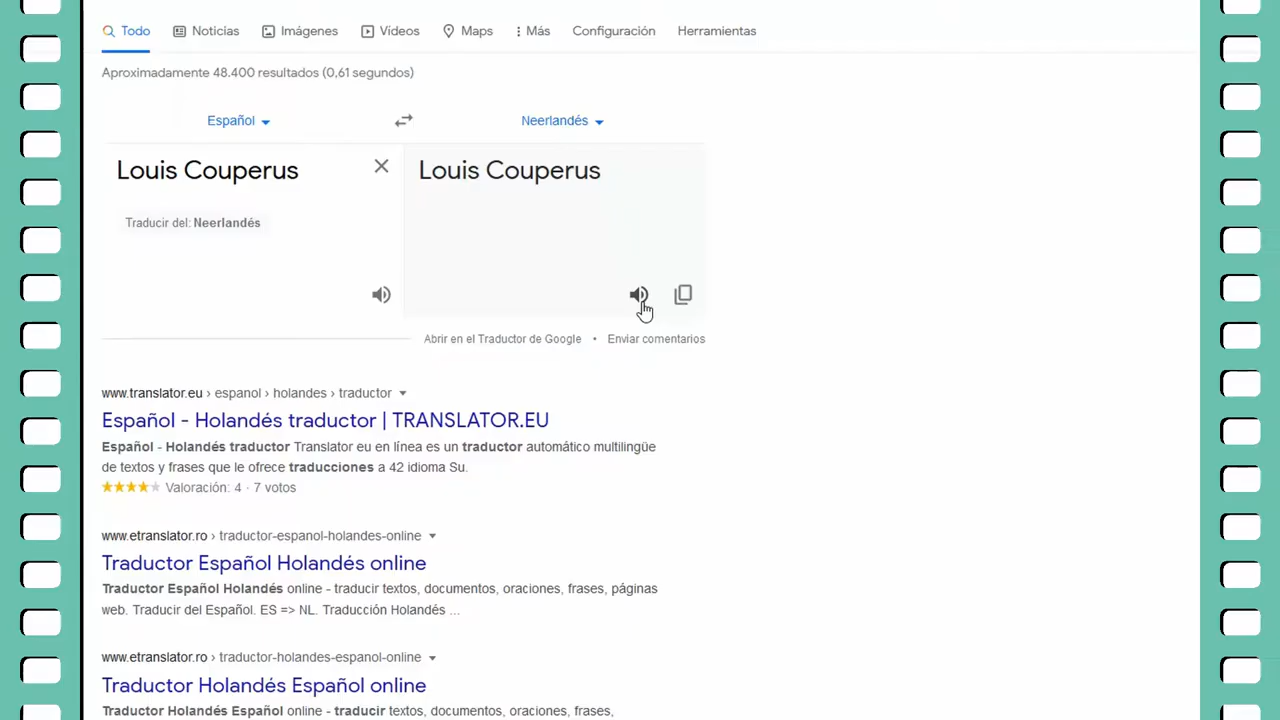 Todo Noticias Imágenes Vídeos Maps Más Configuración Herramientas
Aproximadamente 48.400 resultados (0,61 segundos)
Español Neerlandés
Louis Couperus
Louis Couperus
Traducir del: Neerlandés
Abrir en el Traductor de Google • Enviar comentarios
www.translator.eu › espanol › holandes › traductor
Español - Holandés traductor | TRANSLATOR.EU
Español - Holandés traductor Translator eu en línea es un traductor automático multilingüe
de textos y frases que le ofrece traducciones a 42 idioma Su.
Valoración: 4 · 7 votos
www.etranslator.ro › traductor-espanol-holandes-online
Traductor Español Holandés online
Traductor Español Holandés online - traducir textos, documentos, oraciones, frases, páginas
web. Traducir del Español. ES => NL. Traducción Holandés ...
www.etranslator.ro › traductor-holandes-espanol-online
Traductor Holandés Español online
Traductor Holandés Español online - traducir textos, documentos, oraciones, frases,